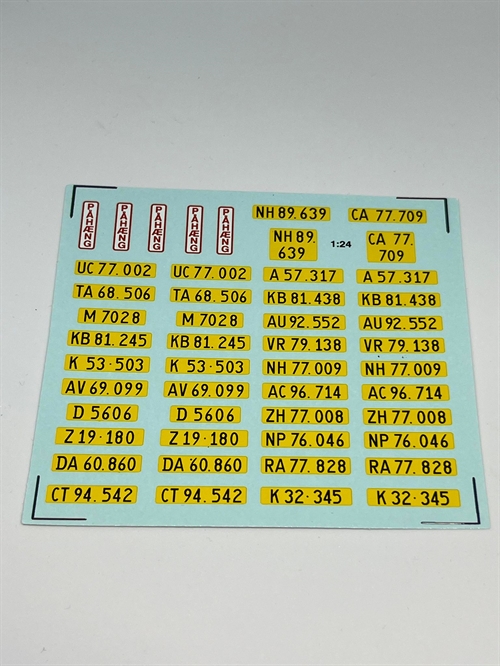 PÅHÆNG PÅHÆNG PÅHÆNG PÅHÆNG PÅHÆNG
NH 89.639 CA 77.709
NH 89.
639
1:24
CA 77.
709
UC 77.002 UC 77.002 A 57.317 A 57.317
TA 68.506 TA 68.506 KB 81.438 KB 81.438
M 7028 M 7028 AU 92.552 AU 92.552
KB 81.245 KB 81.245 VR 79.138 VR 79.138
K 53·503 K 53·503 NH 77.009 NH 77.009
AV 69.099 AV 69.099 AC 96.714 AC 96.714
D 5606 D 5606 ZH 77.008 ZH 77.008
Z 19·180 Z 19·180 NP 76.046 NP 76.046
DA 60.860 DA 60.860 RA 77.828 RA 77.828
CT 94.542 CT 94.542 K 32·345 K 32·345